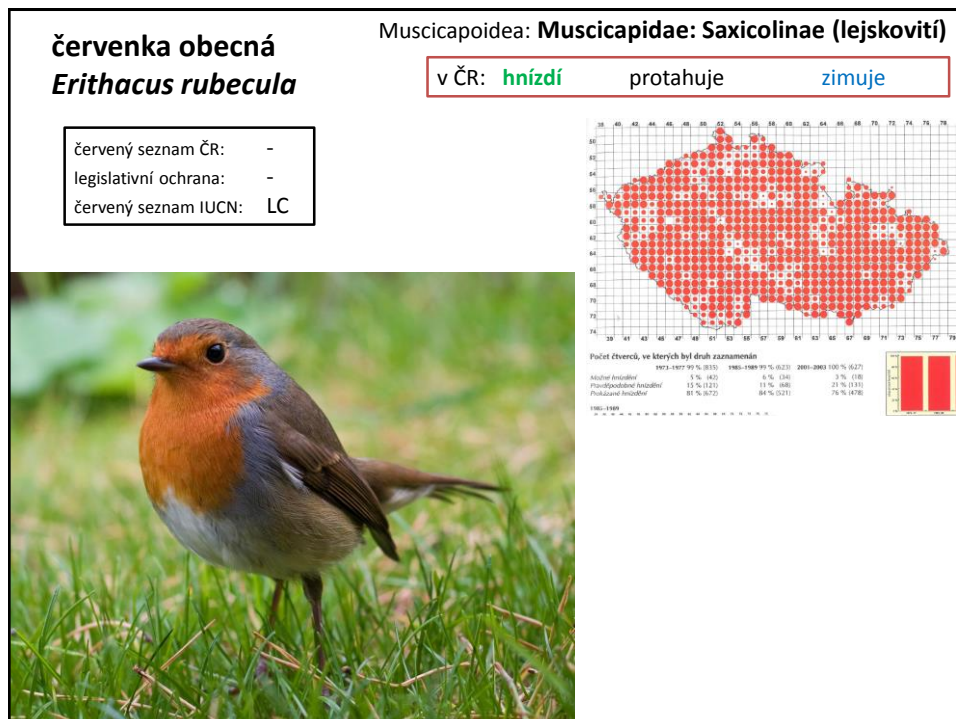 červenka obecná
Erithacus rubecula
Muscicapoidea: Muscicapidae: Saxicolinae (lejskovití)
v ČR: hnízdí protahuje zimuje
červený seznam ČR: -
legislativní ochrana: -
červený seznam IUCN: LC
Počet čtverců, ve kterých byl druh zaznamenán
1973–1977 99 % (835) 1985–1989 99 % (623) 2001–2003 100 % (627)
Možné hnízdění 5 % (42) 6 % (34) 3 % (18)
Pravděpodobné hnízdění 15 % (121) 11 % (68) 21 % (131)
Prokázané hnízdění 81 % (672) 84 % (521) 76 % (478)
1985–1989